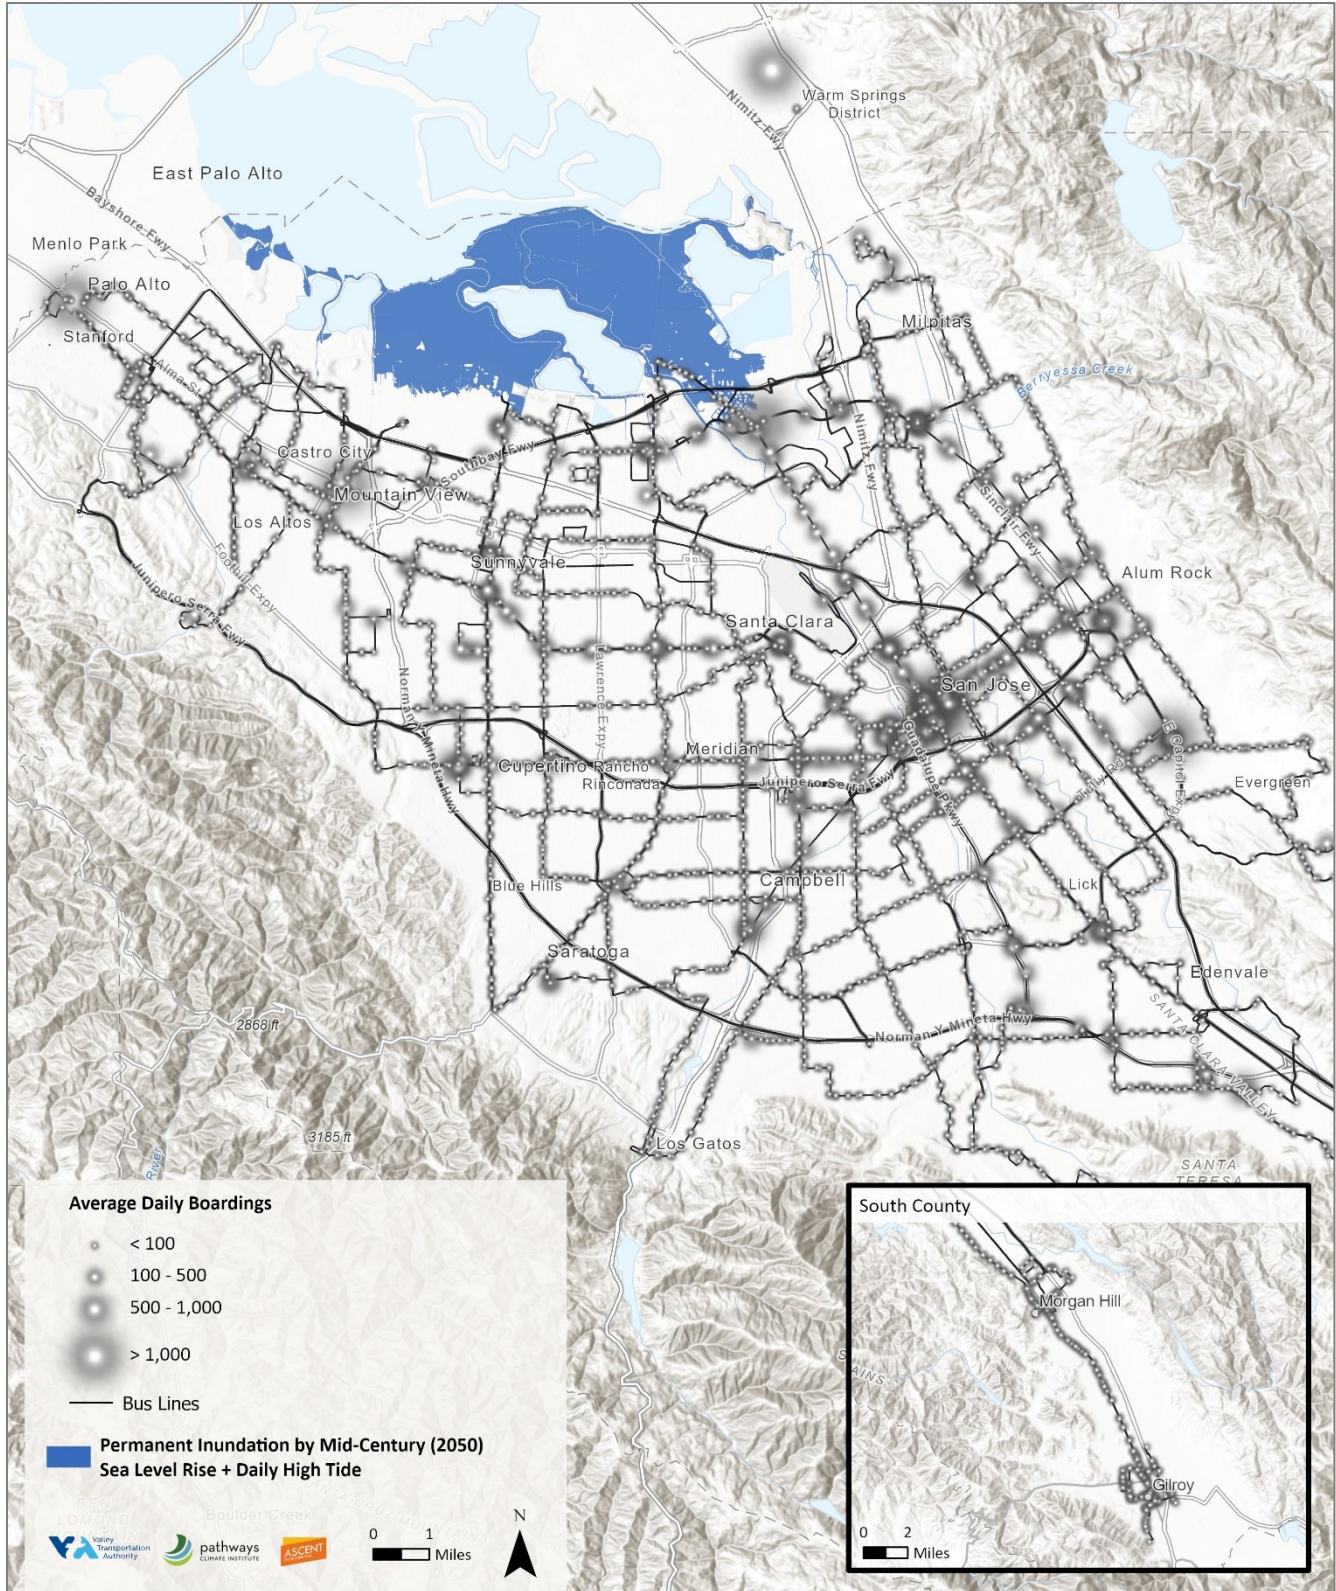 Warm Springs
District
Nimitz Fwy
East Palo Alto
Bayshore Fwy
Menlo Park
Palo Alto
Stanford
Alma St
Milpitas
Berryessa Creek
Nimitz Fwy
Castro City
Southbay Fwy
Mountain View
Los Altos
Sinclair Fwy
Foothill Expy
Sunnyvale
Alum Rock
Junipero Serra Fwy
Santa Clara
Lawrence Expy
San Jose
Norman Y Mineta Hwy
Guadalupe Pkwy
E Capitol Expy
Meridian
Cupertino
Rancho
Rinconada
Junipero Serra Fwy
Tully Rd
Evergreen
Campbell
Blue Hills
Lick
Saratoga
Edenvale
2868 ft
Norman Y Mineta Hwy
SANTA CLARA VALLEY
3185 ft
Los Gatos
River
SANTA
TERESA
Average Daily Boardings
< 100
100 - 500
500 - 1,000
> 1,000
Bus Lines
Permanent Inundation by Mid-Century (2050)
Sea Level Rise + Daily High Tide
BEN
LOMOND
Boulder Creek
Valley
Transportation
Authority
pathways
CLIMATE INSTITUTE
ASCENT
0 1
Miles
N
South County
Morgan Hill
Gilroy
0 2
Miles